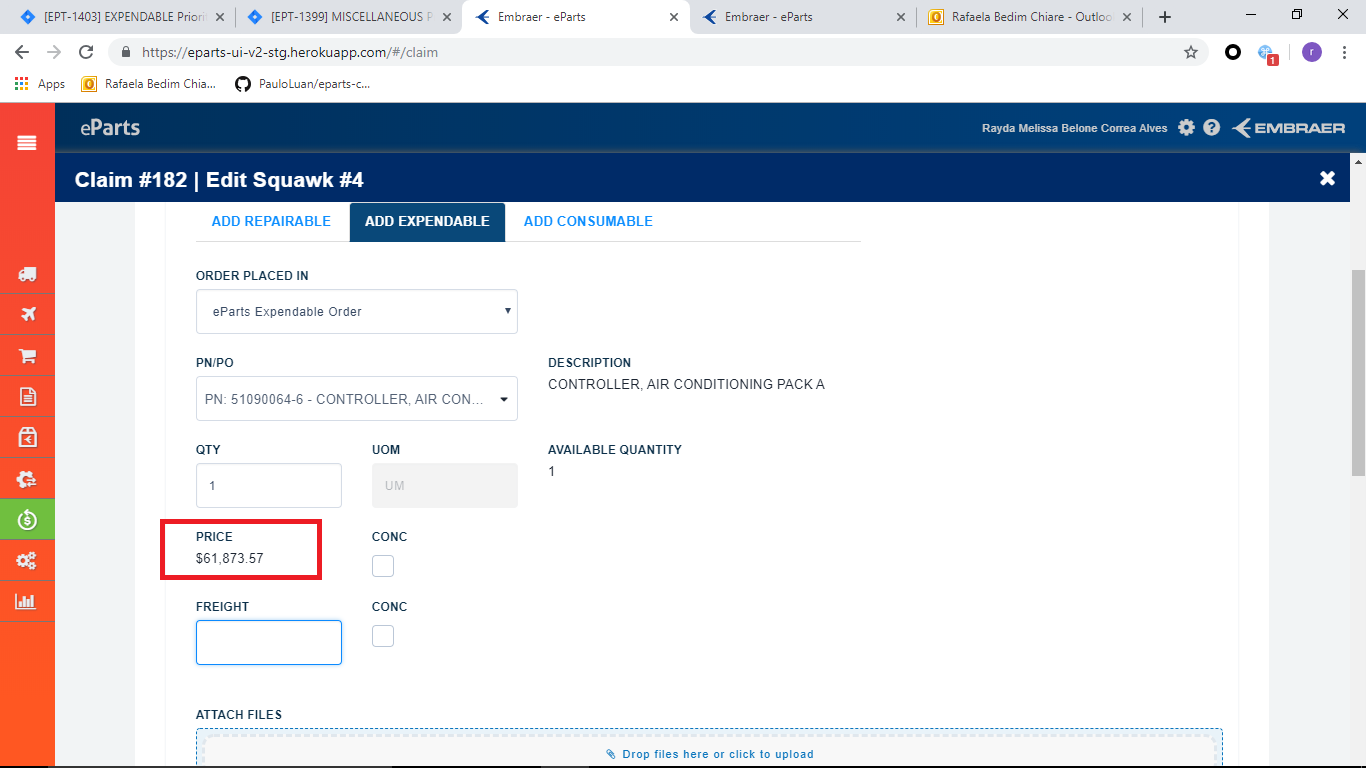 [EPT-1403] EXPENDABLE Priori
[EPT-1399] MISCELLANEOUS P
Embraer - eParts
Embraer - eParts
Rafaela Bedim Chiare - Outloo
https://eparts-ui-v2-stg.herokuapp.com/#/claim
r
1
Apps
Rafaela Bedim Chia...
PauloLuan/eparts-c...
eParts
Rayda Melissa Belone Correa Alves
EMBRAER
Claim #182 | Edit Squawk #4
ADD REPAIRABLE
ADD EXPENDABLE
ADD CONSUMABLE
ORDER PLACED IN
eParts Expendable Order
PN/PO
DESCRIPTION
CONTROLLER, AIR CONDITIONING PACK A
PN: 51090064-6 - CONTROLLER, AIR CON...
QTY
UOM
AVAILABLE QUANTITY
1
UM
1
PRICE
CONC
$61,873.57
FREIGHT
CONC
ATTACH FILES
Drop files here or click to upload